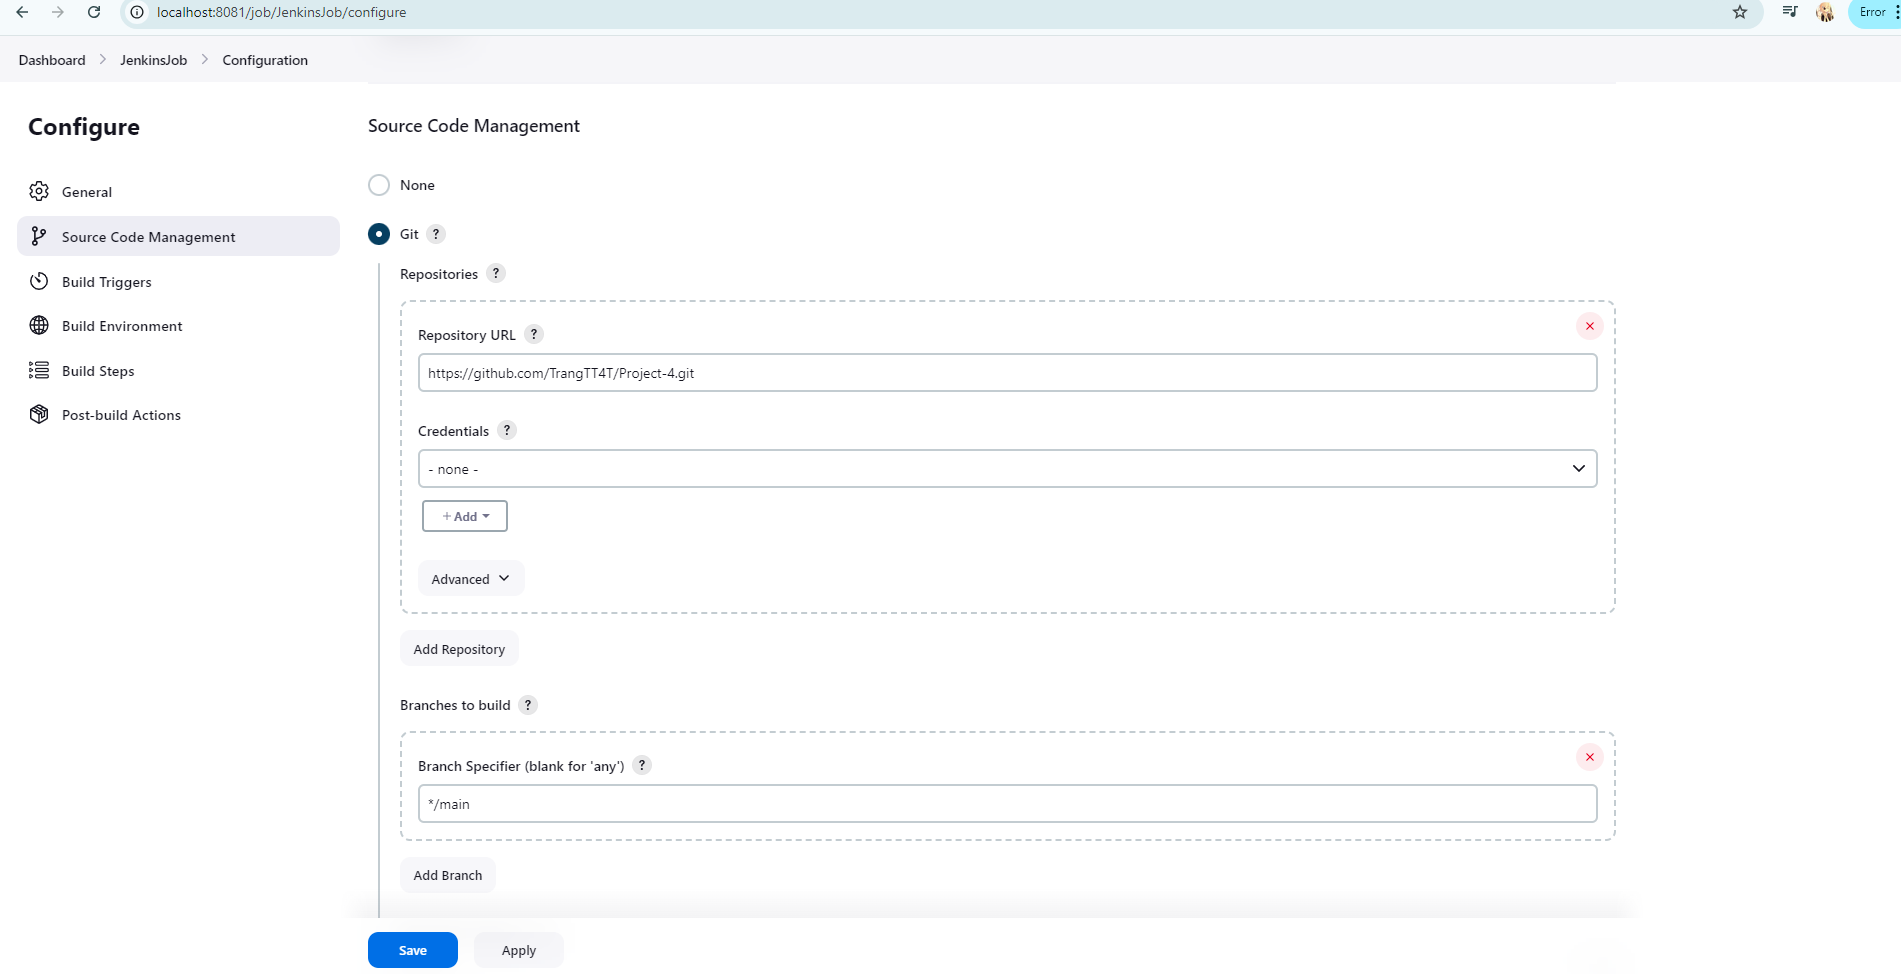 localhost:8081/job/JenkinsJob/configure
Error
Dashboard > JenkinsJob > Configuration
Configure
General
Source Code Management
Build Triggers
Build Environment
Build Steps
Post-build Actions
Source Code Management
None
Git ?
Repositories ?
Repository URL ?
https://github.com/TrangTT4T/Project-4.git
Credentials ?
- none -
+ Add
Advanced
Add Repository
Branches to build ?
Branch Specifier (blank for 'any') ?
*/main
Add Branch
Save Apply